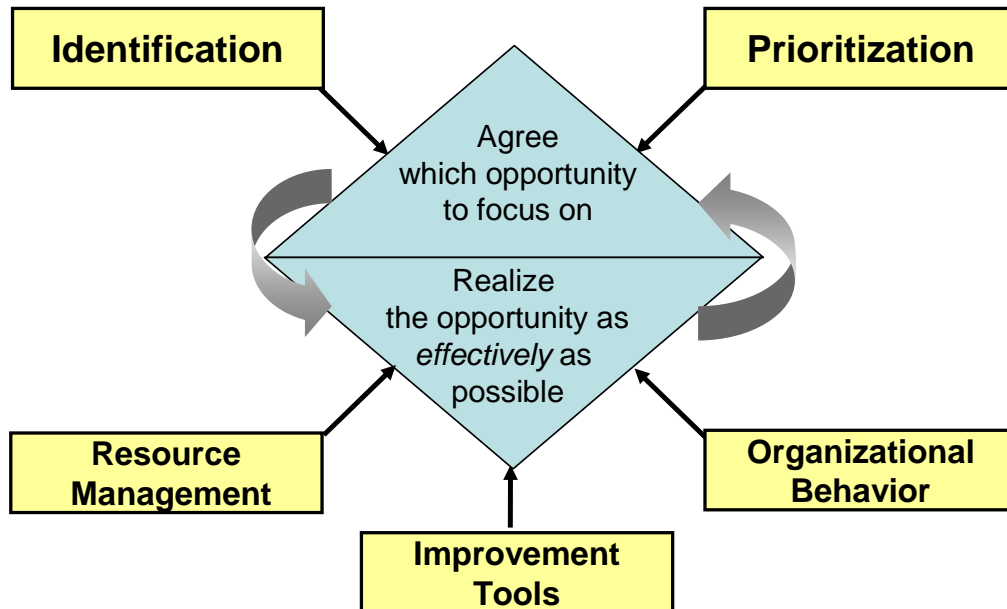 Identification
Prioritization
Agree
which opportunity
to focus on
Realize
the opportunity as
effectively as
possible
Resource
Management
Organizational
Behavior
Improvement
Tools